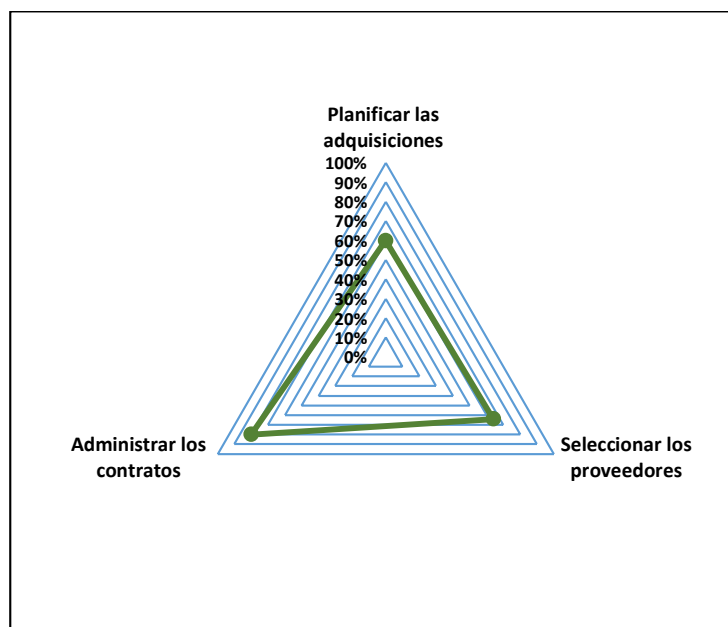 Planificar las
adquisiciones
100%
90%
80%
70%
60%
50%
40%
30%
20%
10%
0%
Administrar los
contratos
Seleccionar los
proveedores